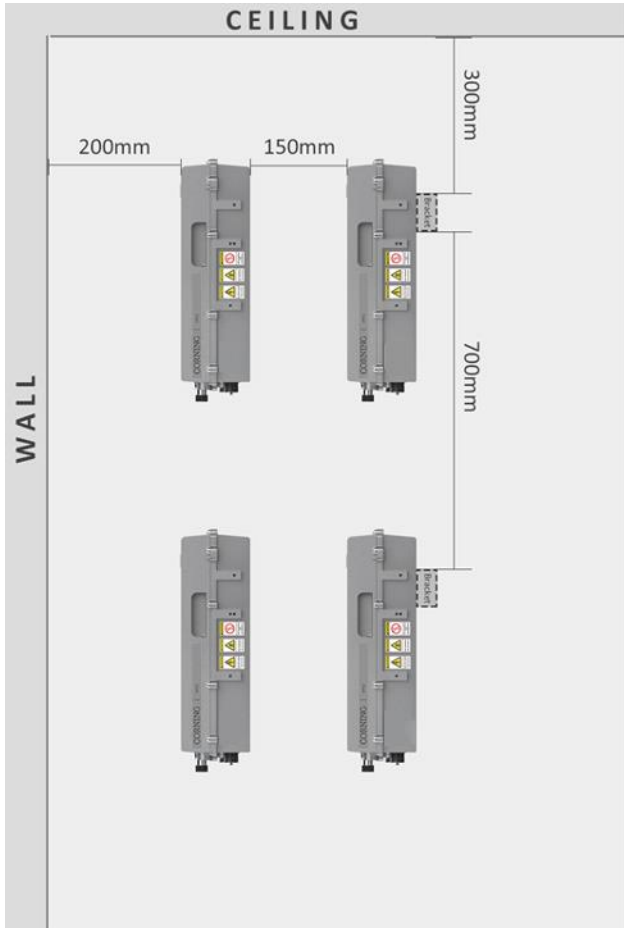 CEILING
300mm
200mm
150mm
Bracket
CORNING
CORNING
700mm
WALL
Bracket
CORNING
CORNING